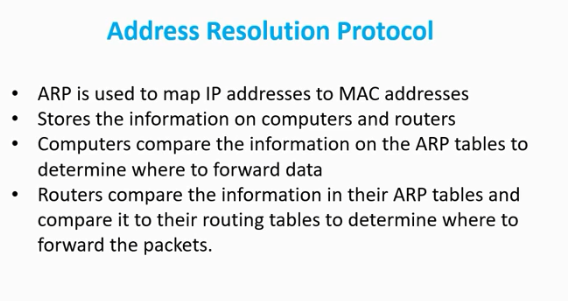 Address Resolution Protocol
• ARP is used to map IP addresses to MAC addresses
• Stores the information on computers and routers
• Computers compare the information on the ARP tables to
determine where to forward data
• Routers compare the information in their ARP tables and
compare it to their routing tables to determine where to
forward the packets.